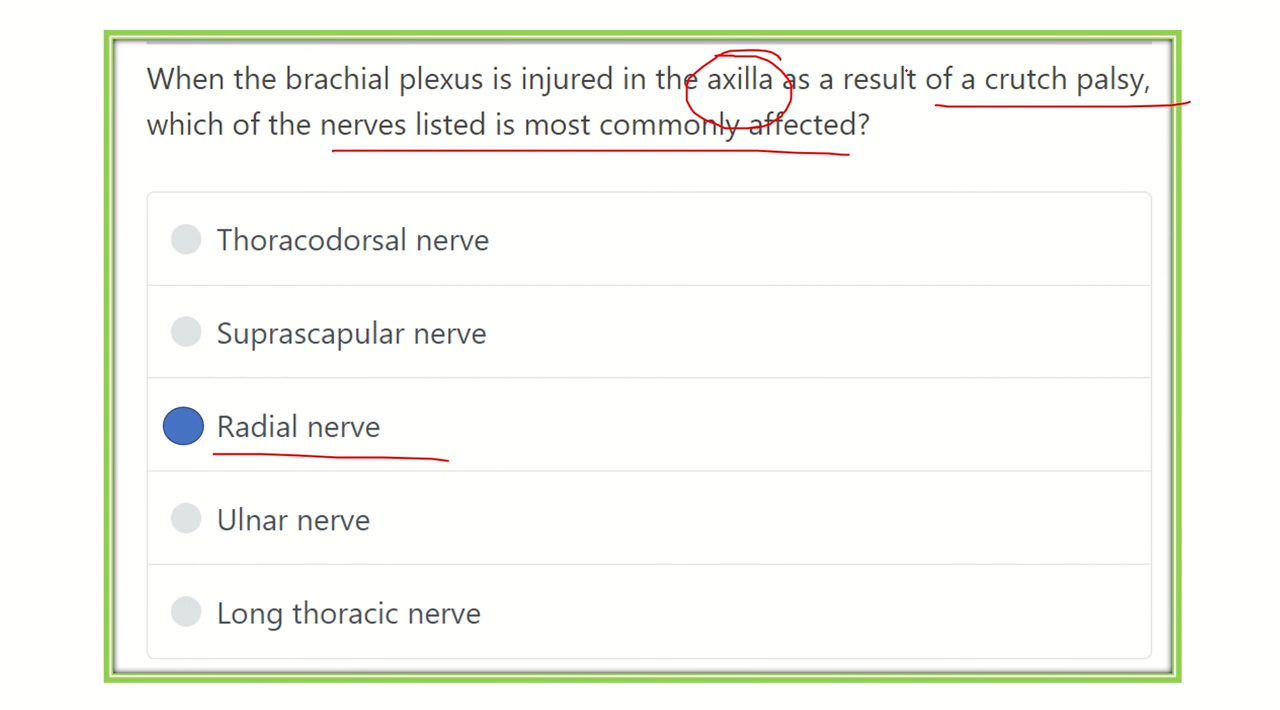 When the brachial plexus is injured in the axilla as a result of a crutch palsy,
which of the nerves listed is most commonly affected?
Thoracodorsal nerve
Suprascapular nerve
Radial nerve
Ulnar nerve
Long thoracic nerve